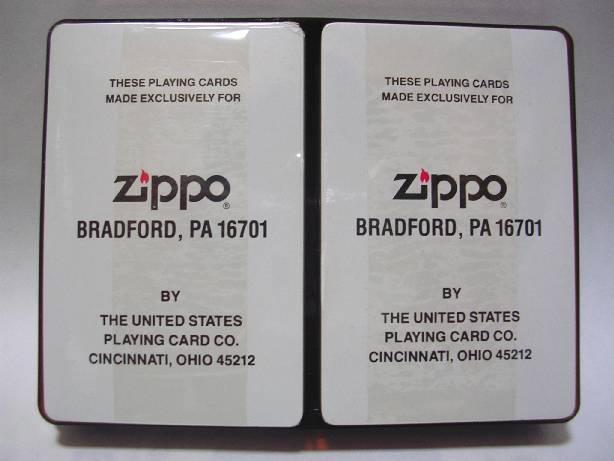 THESE PLAYING CARDS
MADE EXCLUSIVELY FOR
zippo®
BRADFORD, PA 16701
BY
THE UNITED STATES
PLAYING CARD CO.
CINCINNATI, OHIO 45212
THESE PLAYING CARDS
MADE EXCLUSIVELY FOR
zippo®
BRADFORD, PA 16701
BY
THE UNITED STATES
PLAYING CARD CO.
CINCINNATI, OHIO 45212